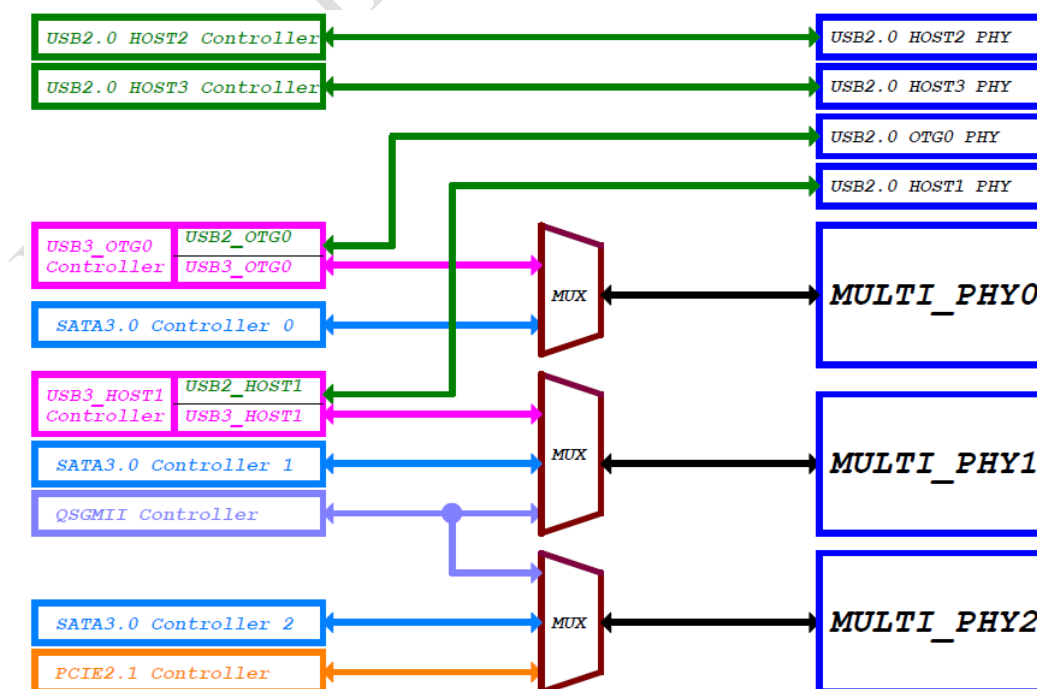 USB2.0 HOST2 Controller
USB2.0 HOST2 PHY
USB2.0 HOST3 Controller
USB2.0 HOST3 PHY
USB2.0 OTG0 PHY
USB2.0 HOST1 PHY
USB3_OTG0
Controller
USB2_OTG0
USB3_OTG0
MUX
MULTI_PHY0
SATA3.0 Controller 0
USB3_HOST1
Controller
USB2_HOST1
USB3_HOST1
MUX
MULTI_PHY1
SATA3.0 Controller 1
QSGMII Controller
SATA3.0 Controller 2
MUX
MULTI_PHY2
PCIE2.1 Controller